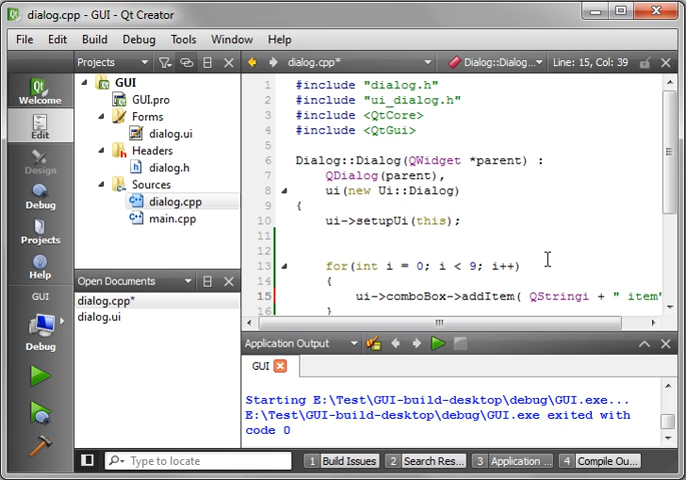 dialog.cpp - GUI - Qt Creator
File Edit Build Debug Tools Window Help
Projects
dialog.cpp*
Dialog::Dialog...
Line: 15, Col: 39
Qt
Welcome
Edit
Design
Debug
Projects
Help
GUI
Debug
GUI
GUI.pro
Forms
dialog.ui
Headers
dialog.h
Sources
dialog.cpp
main.cpp
Open Documents
dialog.cpp*
dialog.ui
1 #include "dialog.h"
2 #include "ui_dialog.h"
3 #include <QtCore>
4 #include <QtGui>
5
6 Dialog::Dialog(QWidget *parent) :
7 QDialog(parent),
8 ui(new Ui::Dialog)
9 {
10 ui->setupUi(this);
11
12
13 for(int i = 0; i < 9; i++)
14 {
15 ui->comboBox->addItem( QStringi + " item"
16 }
Application Output
GUI
Starting E:\Test\GUI-build-desktop\debug\GUI.exe...
E:\Test\GUI-build-desktop\debug\GUI.exe exited with
code 0
Type to locate
1 Build Issues
2 Search Res...
3 Application ...
4 Compile Ou...